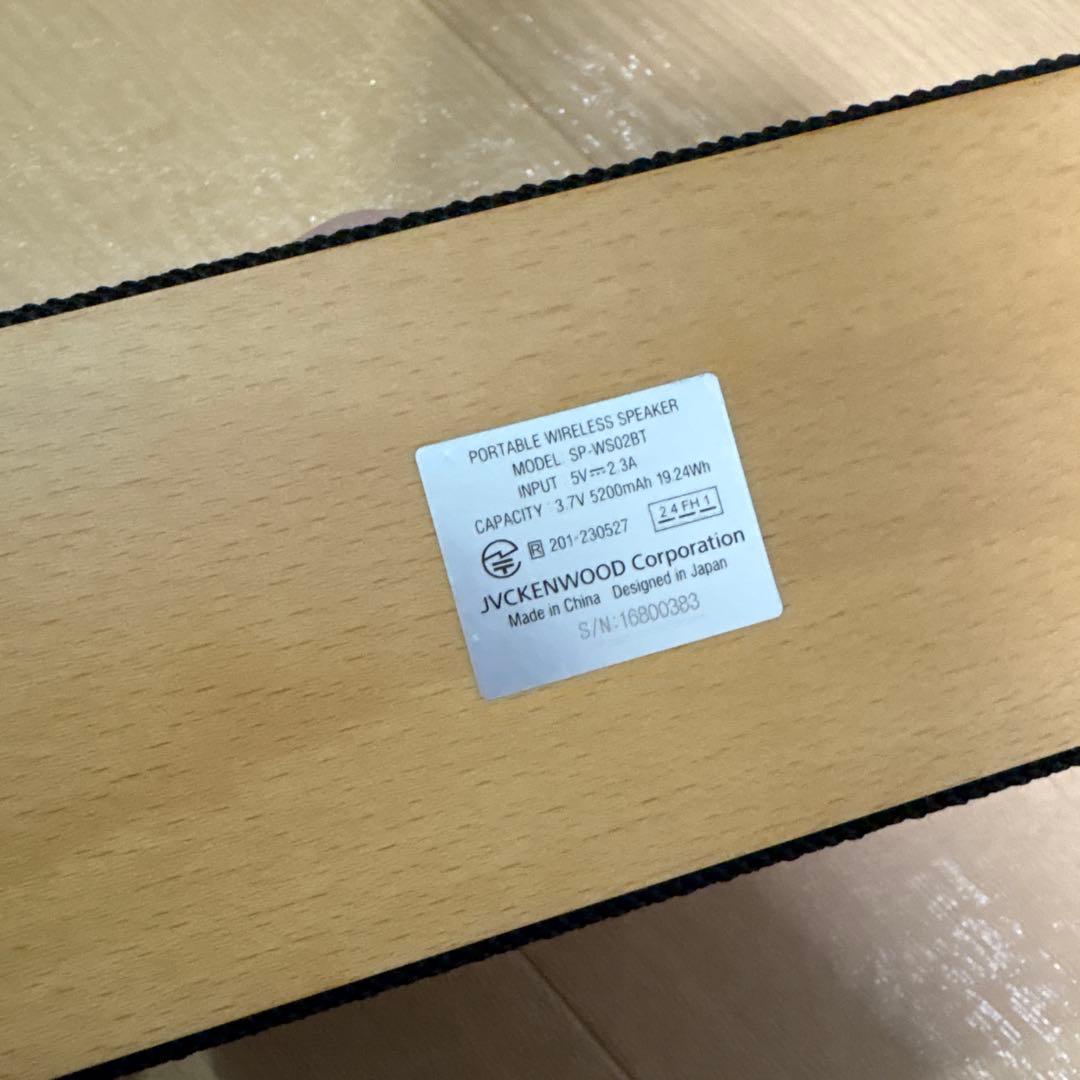 PORTABLE WIRELESS SPEAKER
MODEL SP-WS02BT
INPUT 5V⎓2.3A
CAPACITY : 3.7V 5200mAh 19.24Wh
R 201-230527 2.4 FH 1
JVCKENWOOD Corporation
Made in China Designed in Japan
S/N:16800383